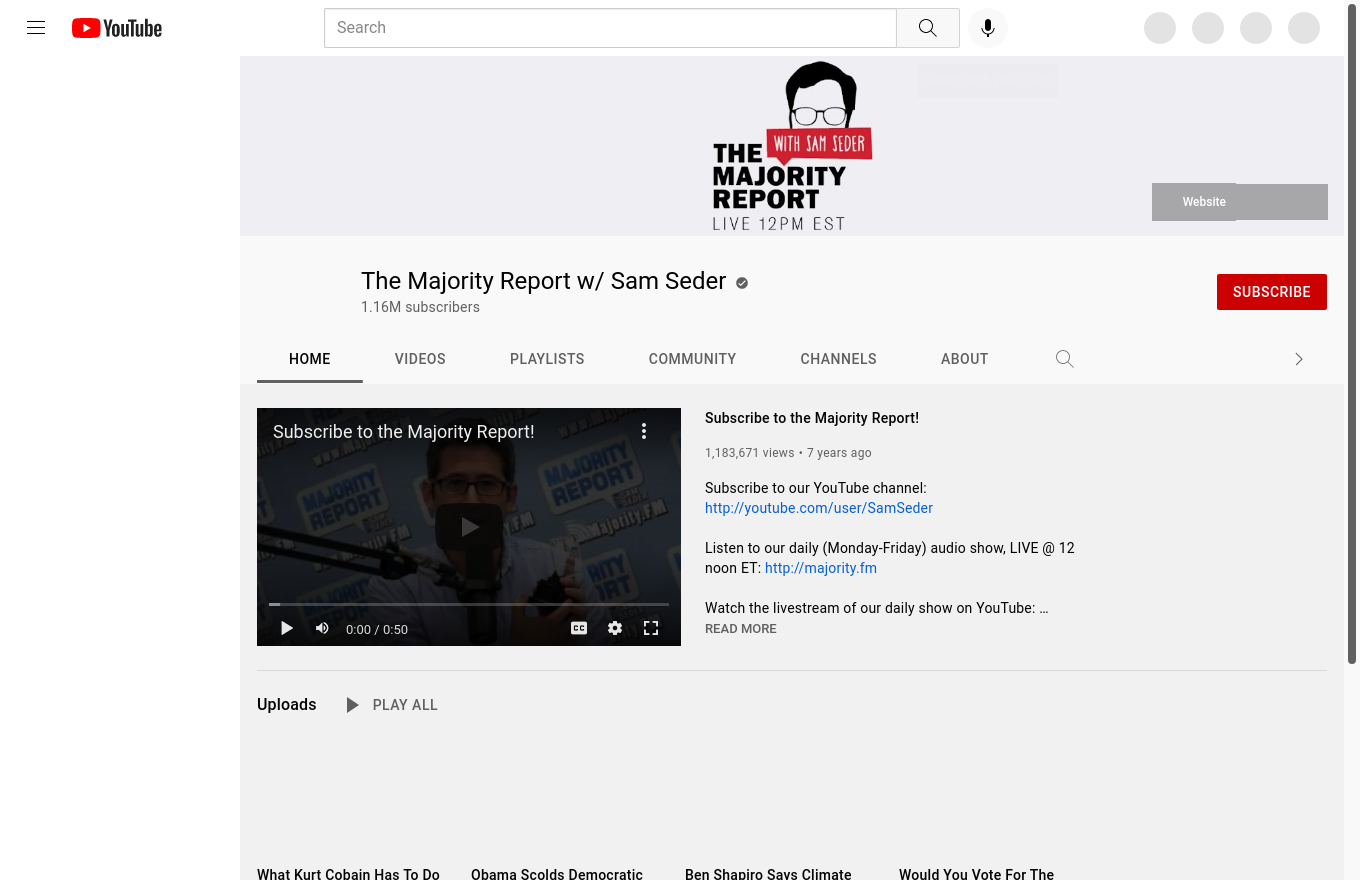 YouTube
Search
WITH SAM SEDER
THE
MAJORITY
REPORT
LIVE 12PM EST
Website
The Majority Report w/ Sam Seder
1.16M subscribers
SUBSCRIBE
HOME VIDEOS PLAYLISTS COMMUNITY CHANNELS ABOUT
Subscribe to the Majority Report!
MAJORITY
REPORT
MAJORITY
REPORT
0:00 / 0:50
CC
Subscribe to the Majority Report!
1,183,671 views • 7 years ago
Subscribe to our YouTube channel:
http://youtube.com/user/SamSeder
Listen to our daily (Monday-Friday) audio show, LIVE @ 12
noon ET: http://majority.fm
Watch the livestream of our daily show on YouTube: ...
READ MORE
Uploads PLAY ALL
What Kurt Cobain Has To Do Obama Scolds Democratic Ben Shapiro Says Climate Would You Vote For The